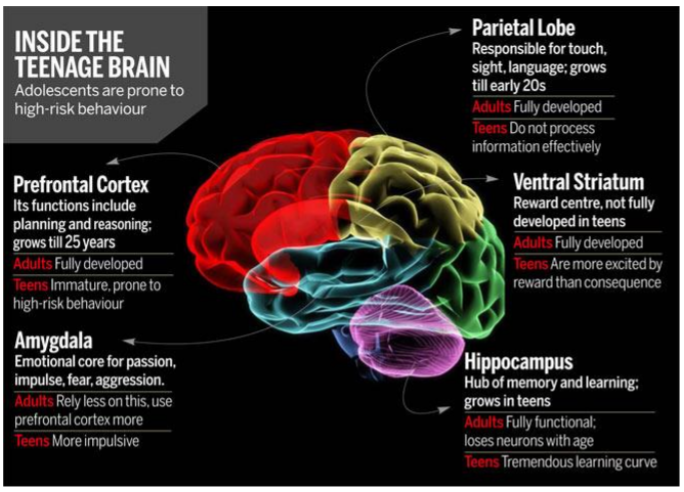 INSIDE THE
TEENAGE BRAIN
Adolescents are prone to
high-risk behaviour
Parietal Lobe
Responsible for touch,
sight, language; grows
till early 20s
Adults Fully developed
Teens Do not process
information effectively
Prefrontal Cortex
Its functions include
planning and reasoning;
grows till 25 years
Adults Fully developed
Teens Immature, prone to
high-risk behaviour
Ventral Striatum
Reward centre, not fully
developed in teens
Adults Fully developed
Teens Are more excited by
reward than consequence
Amygdala
Emotional core for passion,
impulse, fear, aggression.
Adults Rely less on this, use
prefrontal cortex more
Teens More impulsive
Hippocampus
Hub of memory and learning;
grows in teens
Adults Fully functional;
loses neurons with age
Teens Tremendous learning curve